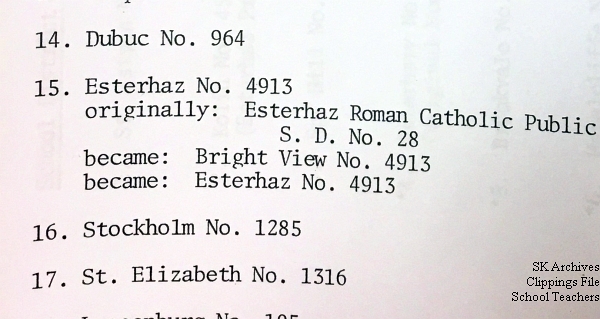 14. Dubuc No. 964
15. Esterhaz No. 4913
originally: Esterhaz Roman Catholic Public
S. D. No. 28
became: Bright View No. 4913
became: Esterhaz No. 4913
16. Stockholm No. 1285
17. St. Elizabeth No. 1316
SK Archives
Clippings File
School Teachers